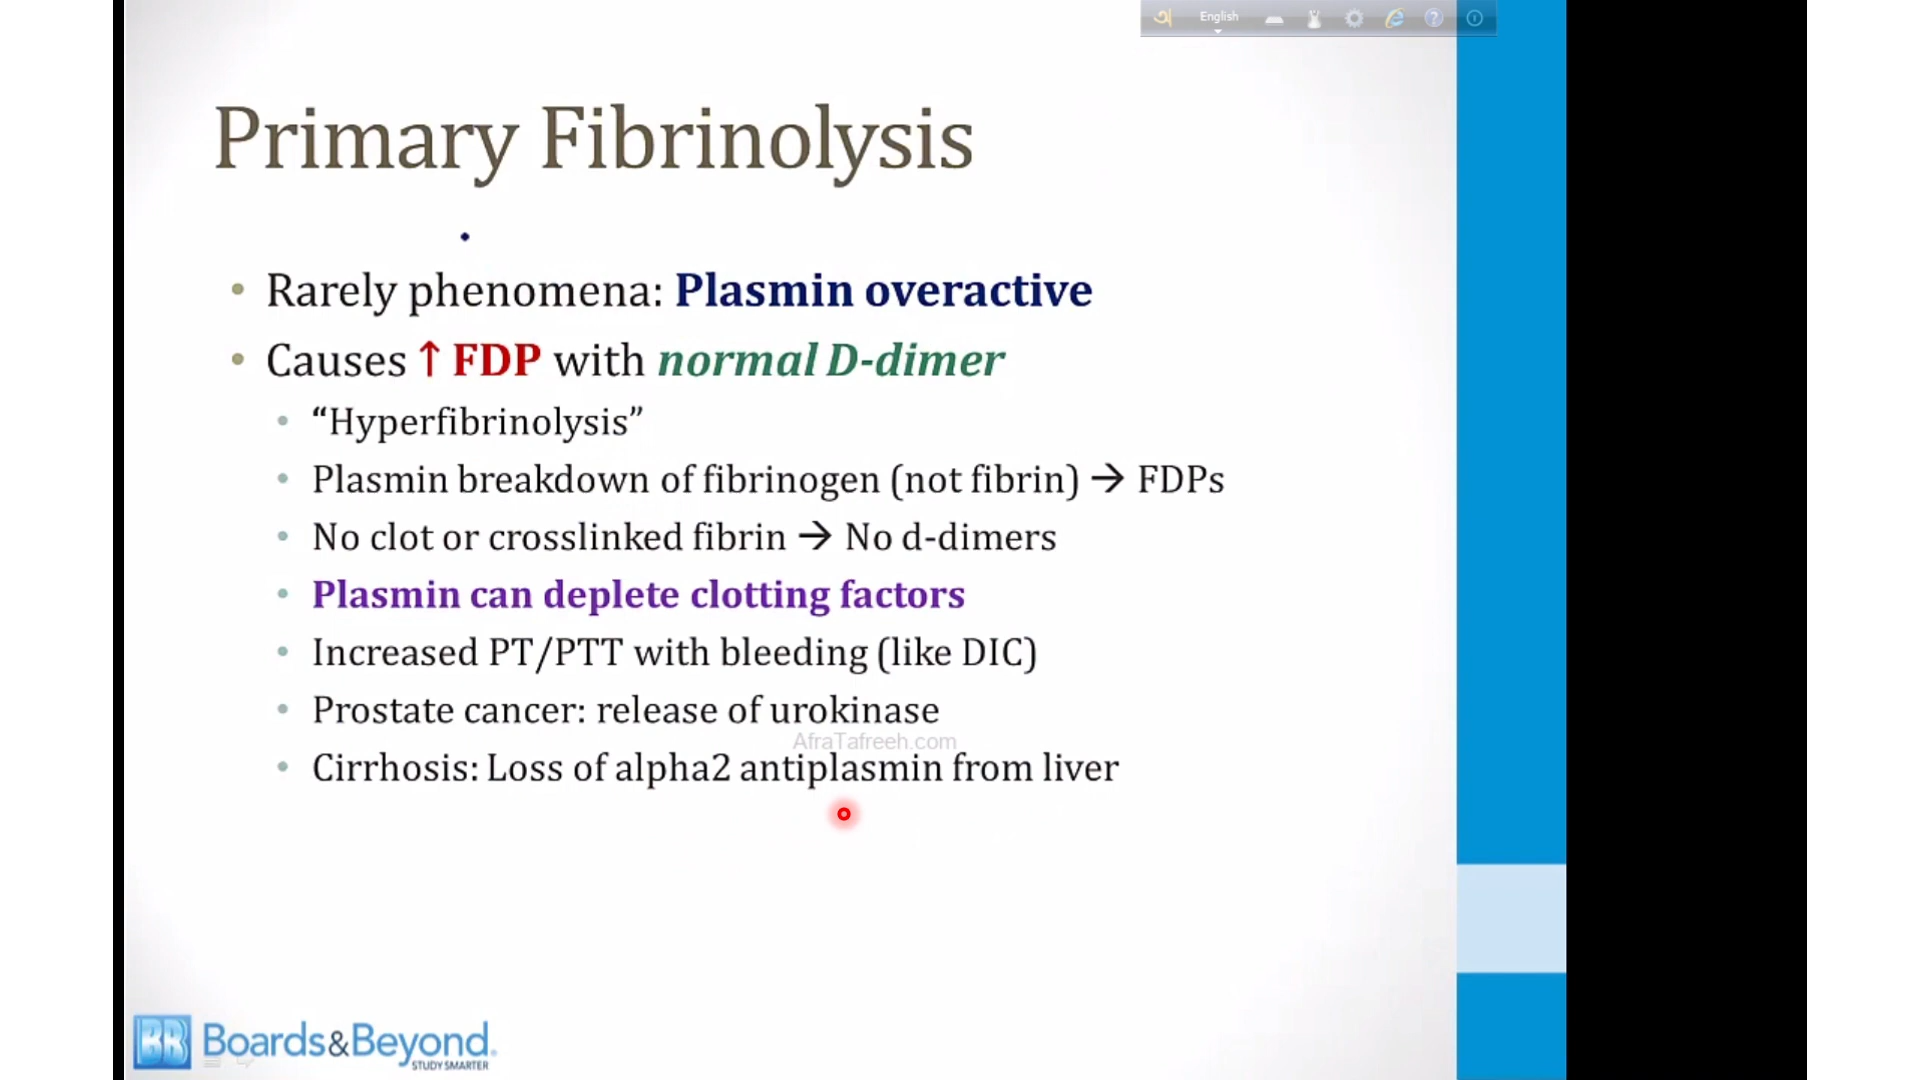 English
Primary Fibrinolysis
• Rarely phenomena: Plasmin overactive
• Causes ↑ FDP with normal D-dimer
• “Hyperfibrinolysis”
• Plasmin breakdown of fibrinogen (not fibrin) → FDPs
• No clot or crosslinked fibrin → No d-dimers
• Plasmin can deplete clotting factors
• Increased PT/PTT with bleeding (like DIC)
• Prostate cancer: release of urokinase
AfraTafreeh.com
• Cirrhosis: Loss of alpha2 antiplasmin from liver
BB Boards&Beyond.
STUDY SMARTER